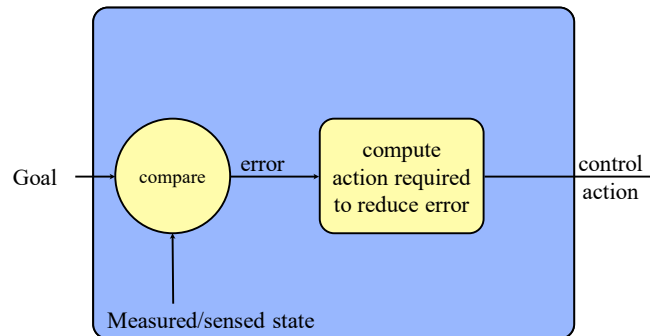 Goal
compare
error
compute
action required
to reduce error
control
action
Measured/sensed state